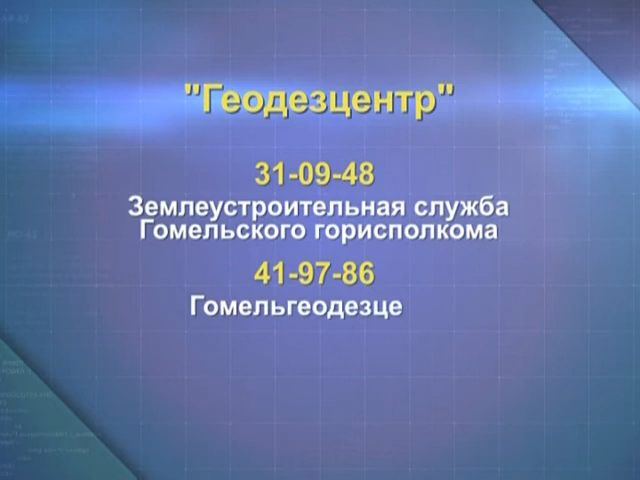 "Геодезцентр"
31-09-48
Землеустроительная служба
Гомельского горисполкома
41-97-86
Гомельгеодезце